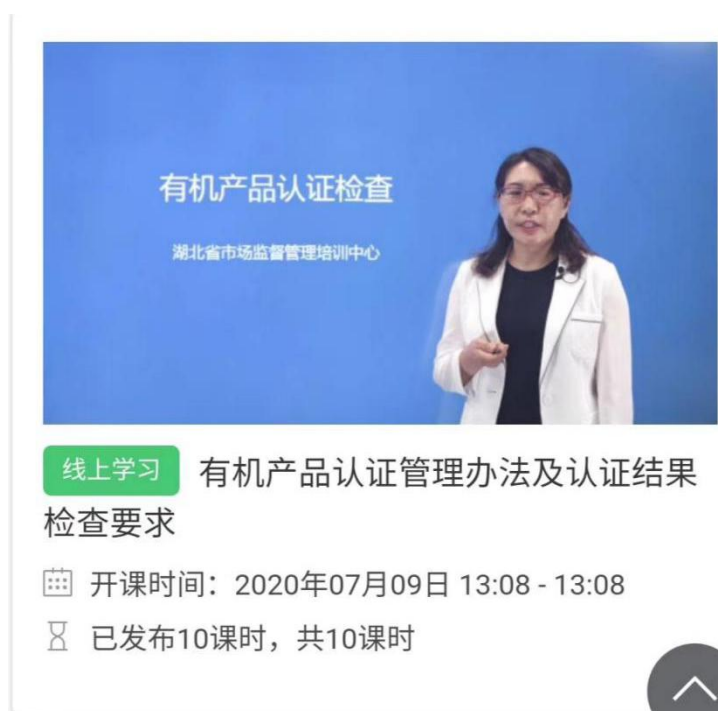 有机产品认证检查
湖北省市场监督管理培训中心
线上学习 有机产品认证管理办法及认证结果
检查要求
开课时间：2020年07月09日 13:08 - 13:08
已发布10课时，共10课时